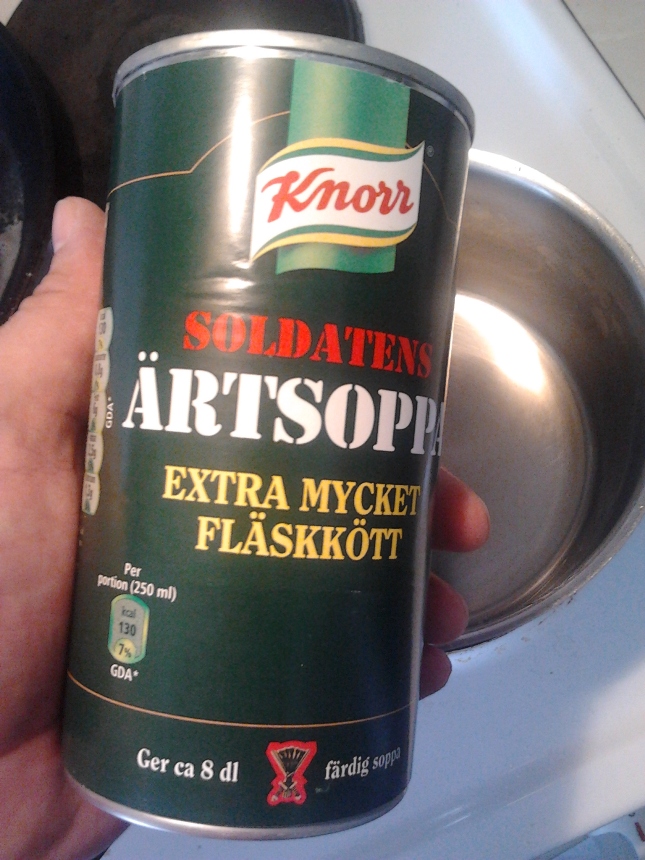 Knorr
SOLDATENS
ÄRTSOPPA
EXTRA MYCKET
FLÄSKKÖTT
GDA*
Per
portion (250 ml)
kcal
130
7%
GDA*
Ger ca 8 dl färdig soppa